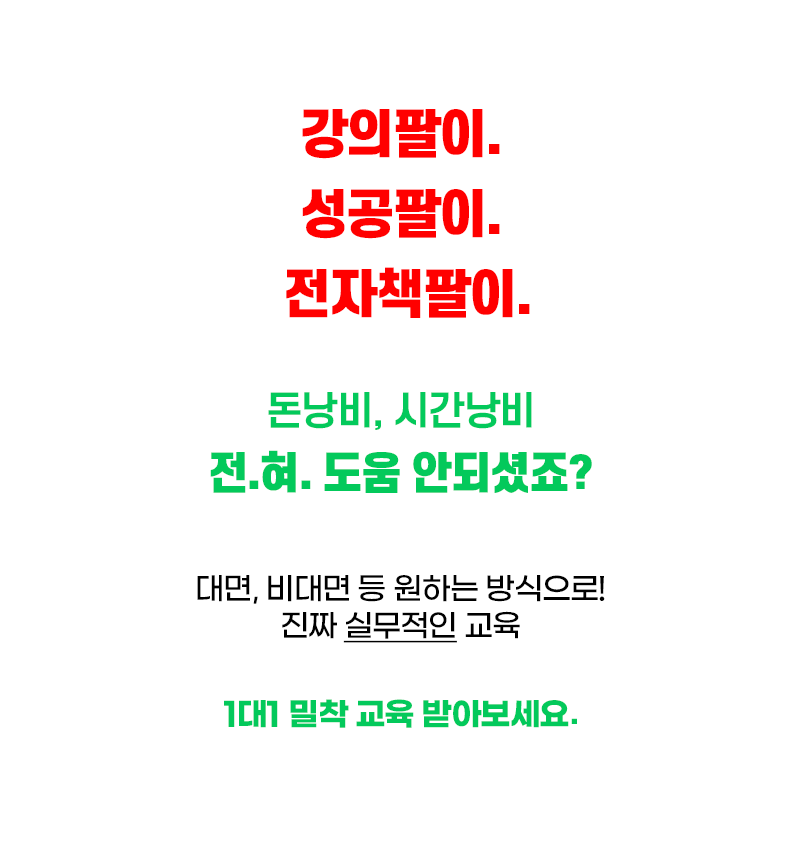 강의팔이.
성공팔이.
전자책팔이.
돈낭비, 시간낭비
전.혀. 도움 안되셨죠?
대면, 비대면 등 원하는 방식으로!
진짜 실무적인 교육
1대1 밀착 교육 받아보세요.